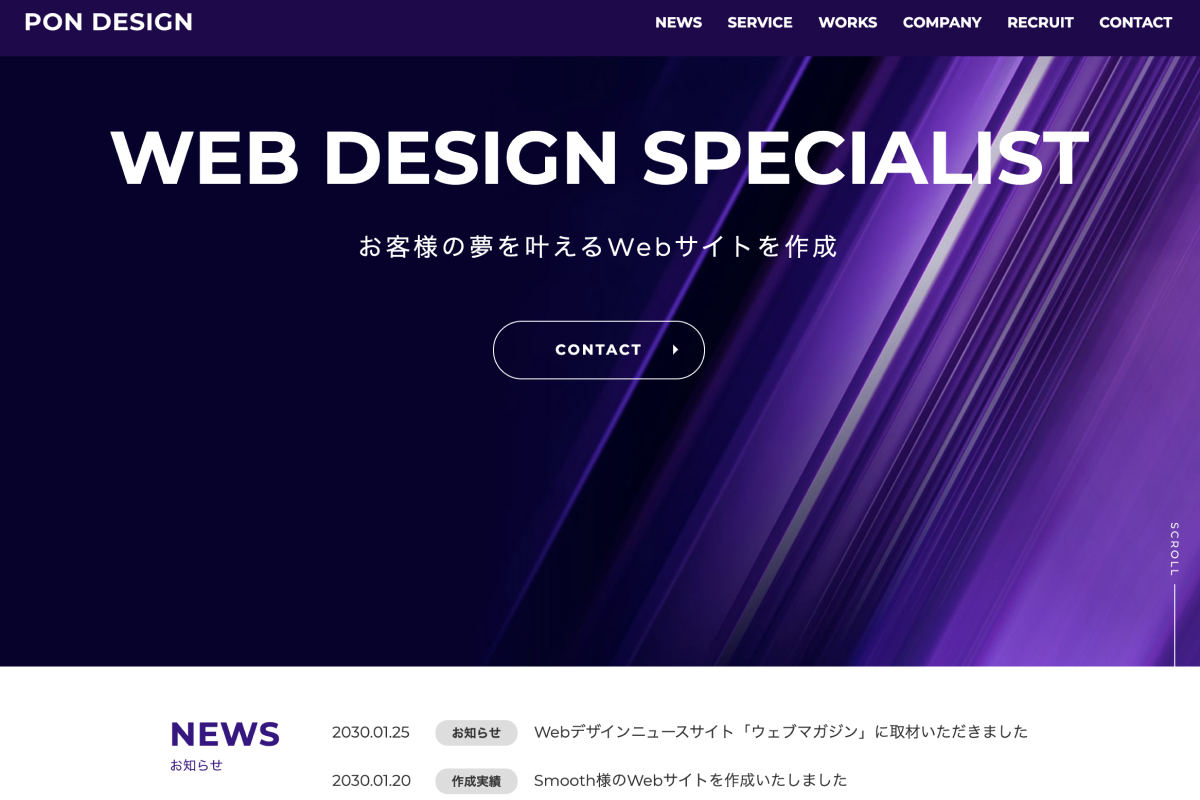 PON DESIGN
NEWS SERVICE WORKS COMPANY RECRUIT CONTACT
WEB DESIGN SPECIALIST
お客様の夢を叶えるWebサイトを作成
CONTACT
SCROLL
NEWS
お知らせ
2030.01.25 お知らせ Webデザインニュースサイト「ウェブマガジン」に取材いただきました
2030.01.20 作成実績 Smooth様のWebサイトを作成いたしました